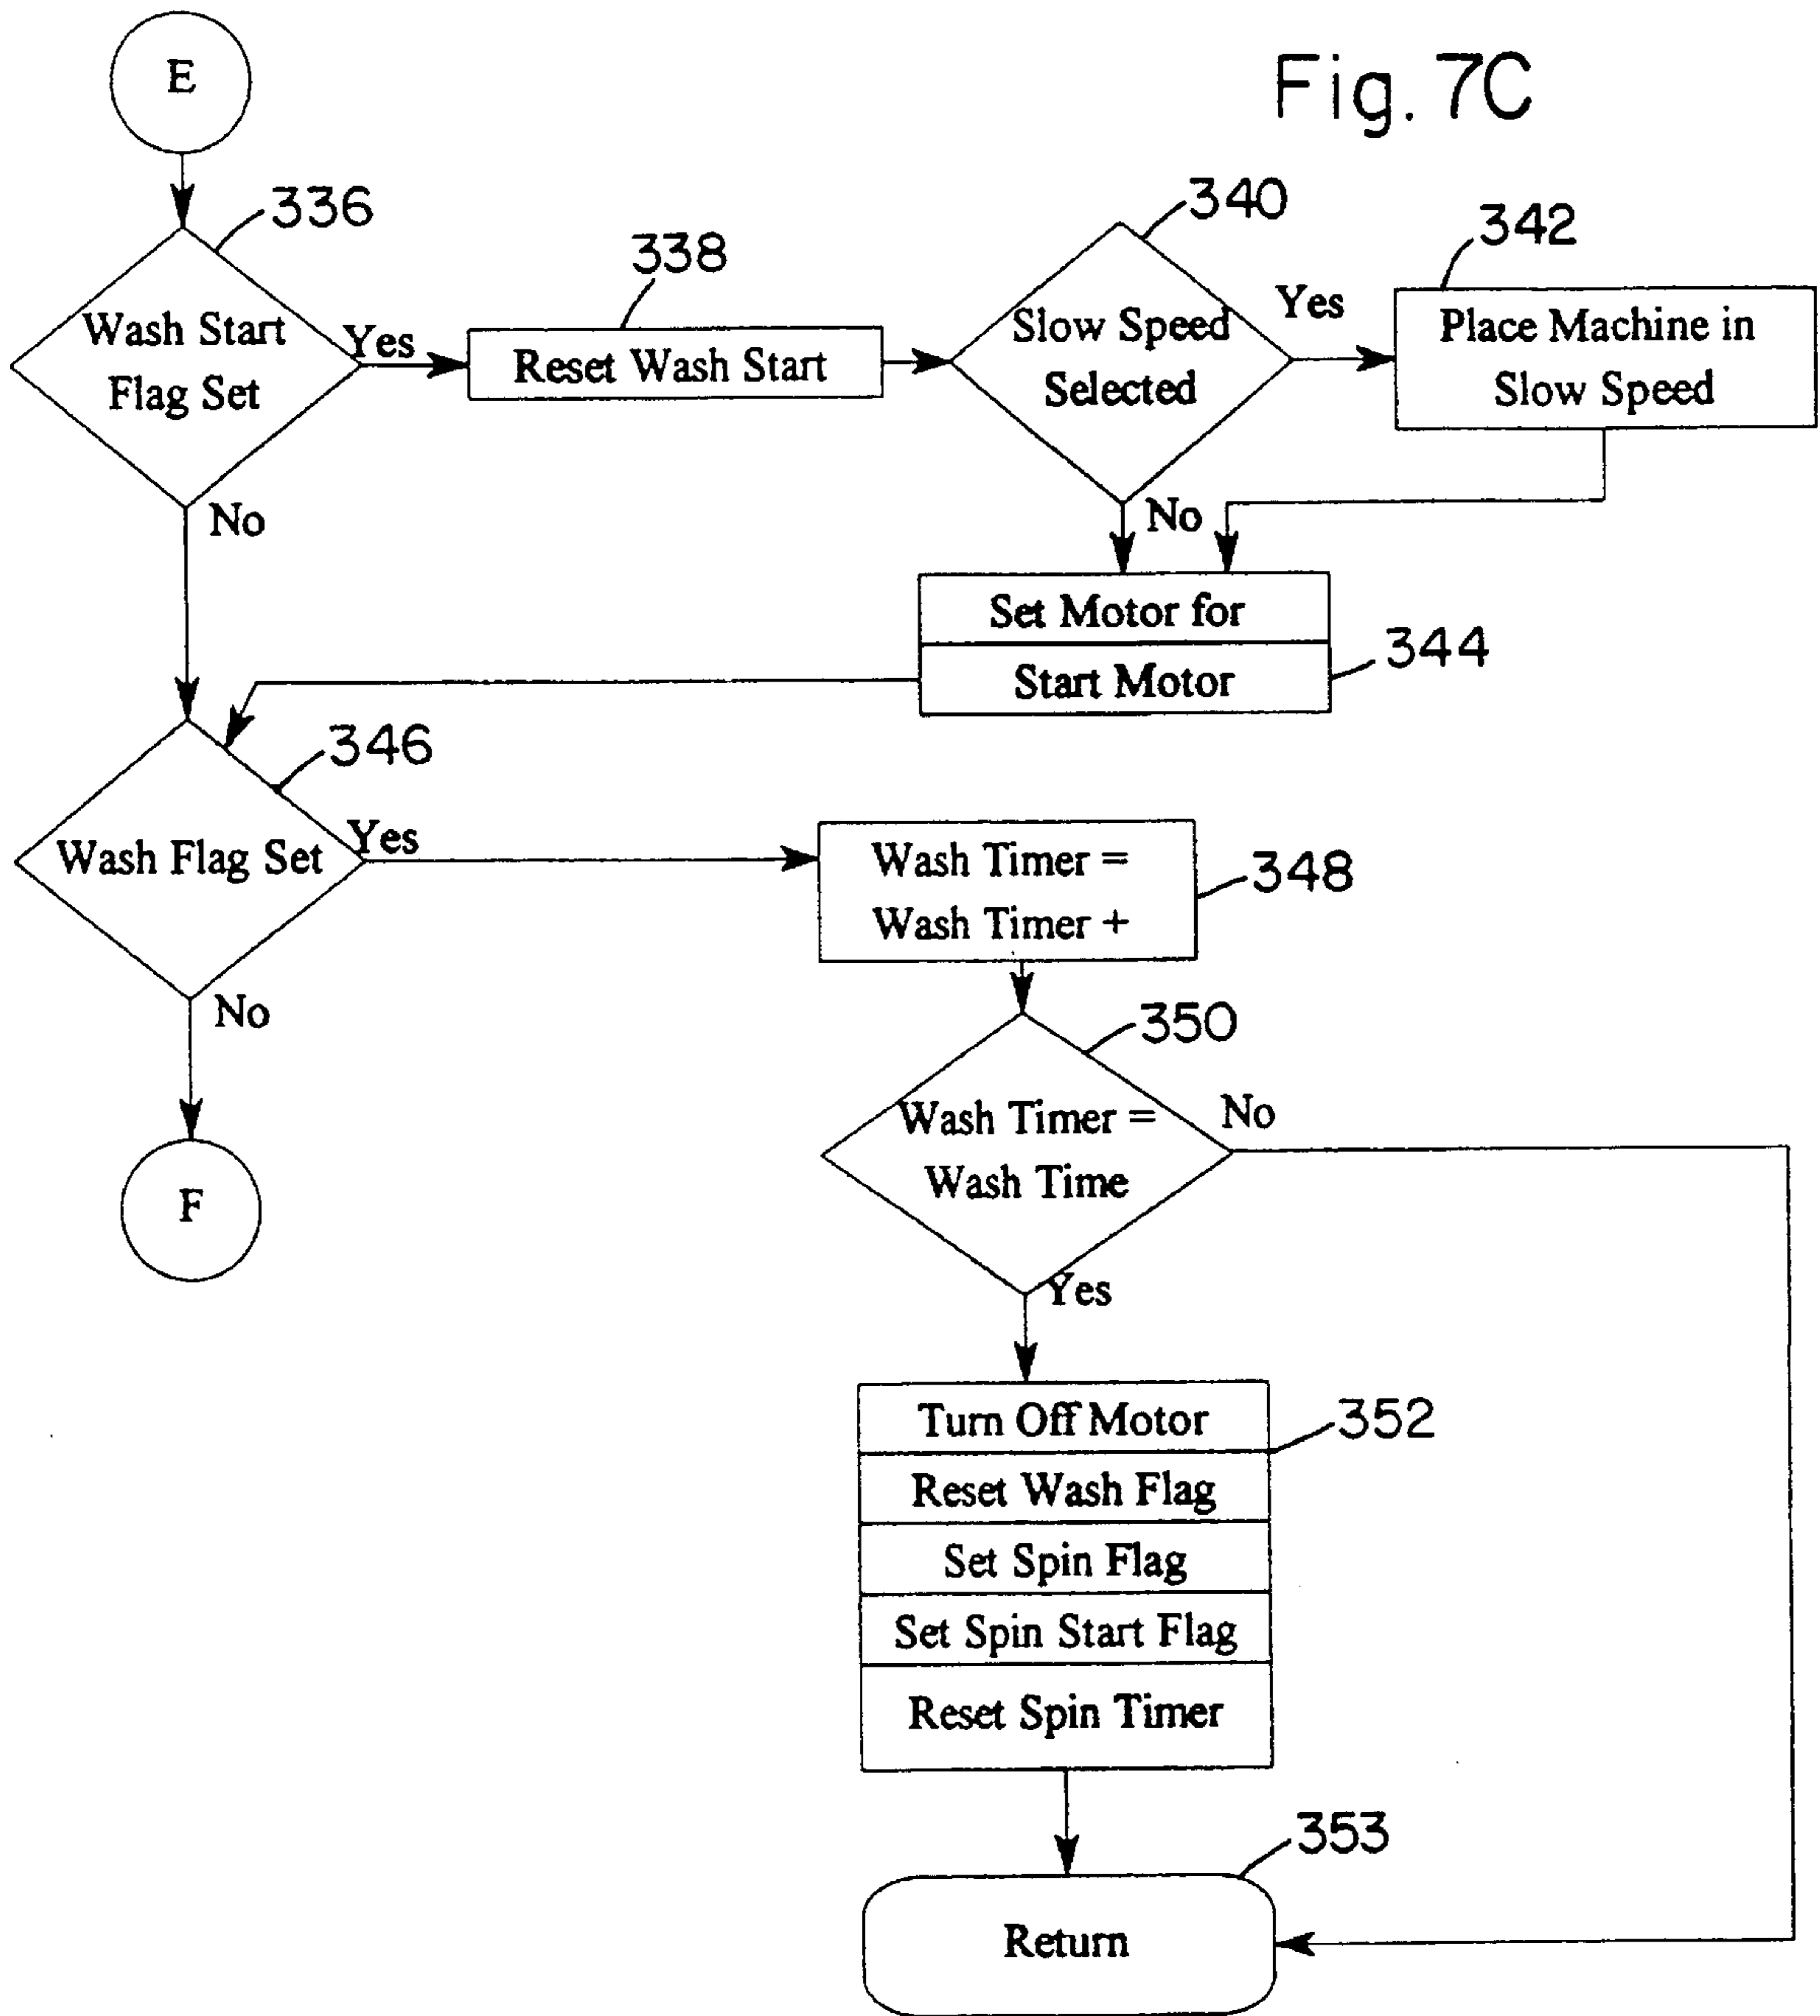 Fig. 7C
E
336
Wash Start
Flag Set
Yes
No
338
Reset Wash Start
340
Slow Speed
Selected
Yes
No
342
Place Machine in
Slow Speed
Set Motor for
Start Motor
344
346
Wash Flag Set
Yes
No
F
Wash Timer =
Wash Timer +
348
350
Wash Timer =
Wash Time
No
Yes
Turn Off Motor
352
Reset Wash Flag
Set Spin Flag
Set Spin Start Flag
Reset Spin Timer
353
Return